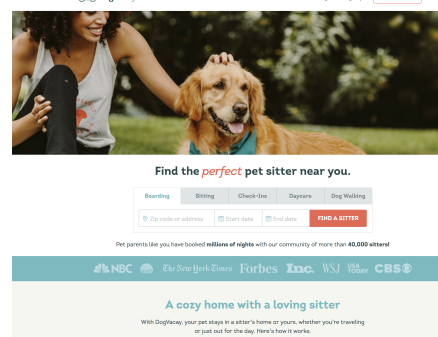 Find the perfect pet sitter near you.
Boarding Sitting Check-Ins Daycare Dog Walking
Zip code or address Start date End date FIND A SITTER
Pet parents like you have booked millions of nights with our community of more than 40,000 sitters!
NBC The New York Times Forbes Inc. WSJ USA TODAY CBS
A cozy home with a loving sitter
With DogVacay, your pet stays in a sitter's home or yours, whether you're traveling
or just out for the day. Here's how it works.